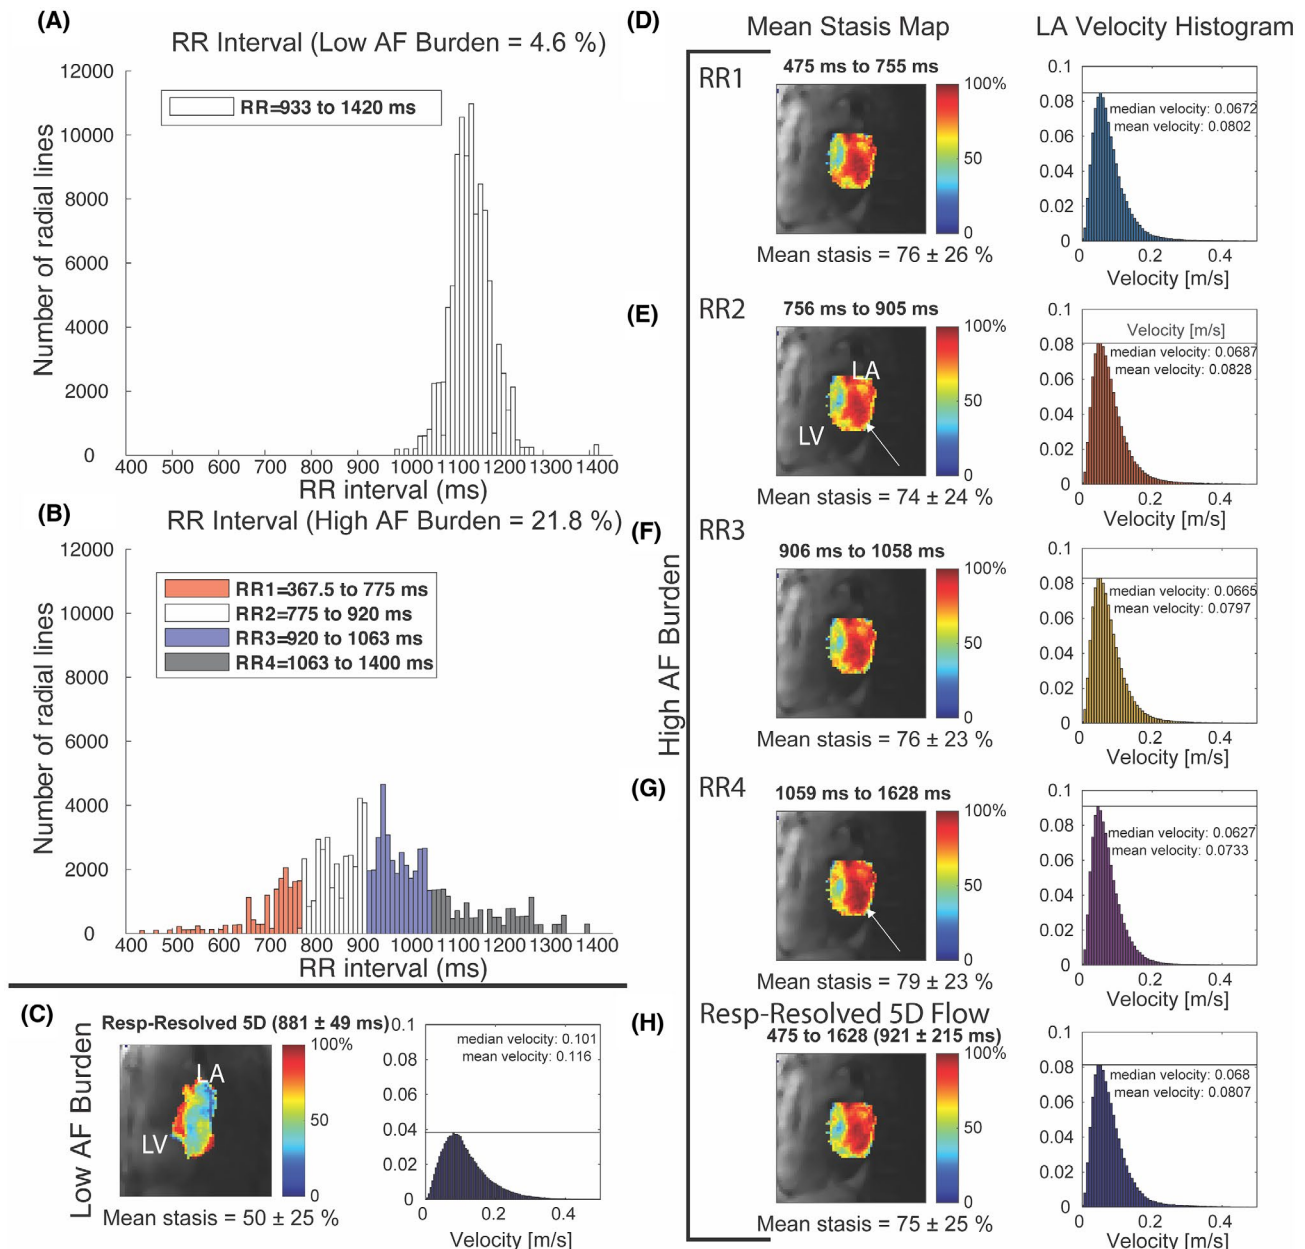 (A)
RR Interval (Low AF Burden = 4.6 %)
12000
10000
8000
6000
4000
2000
0
Number of radial lines
RR=933 to 1420 ms
400 500 600 700 800 900 1000 1100 1200 1300 1400
RR interval (ms)
(B)
RR Interval (High AF Burden = 21.8 %)
12000
10000
8000
6000
4000
2000
0
Number of radial lines
RR1=367.5 to 775 ms
RR2=775 to 920 ms
RR3=920 to 1063 ms
RR4=1063 to 1400 ms
400 500 600 700 800 900 1000 1100 1200 1300 1400
RR interval (ms)
(C)
Low AF Burden
Resp-Resolved 5D (881 ± 49 ms)
LA
LV
100%
50
0
Mean stasis = 50 ± 25 %
0.1
0.08
0.06
0.04
0.02
0
median velocity: 0.101
mean velocity: 0.116
0 0.2 0.4
Velocity [m/s]
(D)
Mean Stasis Map
LA Velocity Histogram
High AF Burden
RR1
475 ms to 755 ms
100%
50
0
Mean stasis = 76 ± 26 %
0.1
0.08
0.06
0.04
0.02
0
median velocity: 0.0672
mean velocity: 0.0802
0 0.2 0.4
Velocity [m/s]
(E)
RR2
756 ms to 905 ms
LA
LV
100%
50
0
Mean stasis = 74 ± 24 %
0.1
0.08
0.06
0.04
0.02
0
Velocity [m/s]
median velocity: 0.0687
mean velocity: 0.0828
0 0.2 0.4
Velocity [m/s]
(F)
RR3
906 ms to 1058 ms
100%
50
0
Mean stasis = 76 ± 23 %
0.1
0.08
0.06
0.04
0.02
0
median velocity: 0.0665
mean velocity: 0.0797
0 0.2 0.4
Velocity [m/s]
(G)
RR4
1059 ms to 1628 ms
100%
50
0
Mean stasis = 79 ± 23 %
0.1
0.08
0.06
0.04
0.02
0
median velocity: 0.0627
mean velocity: 0.0733
0 0.2 0.4
Velocity [m/s]
(H)
Resp-Resolved 5D Flow
475 to 1628 (921 ± 215 ms)
100%
50
0
Mean stasis = 75 ± 25 %
0.1
0.08
0.06
0.04
0.02
0
median velocity: 0.068
mean velocity: 0.0807
0 0.2 0.4
Velocity [m/s]